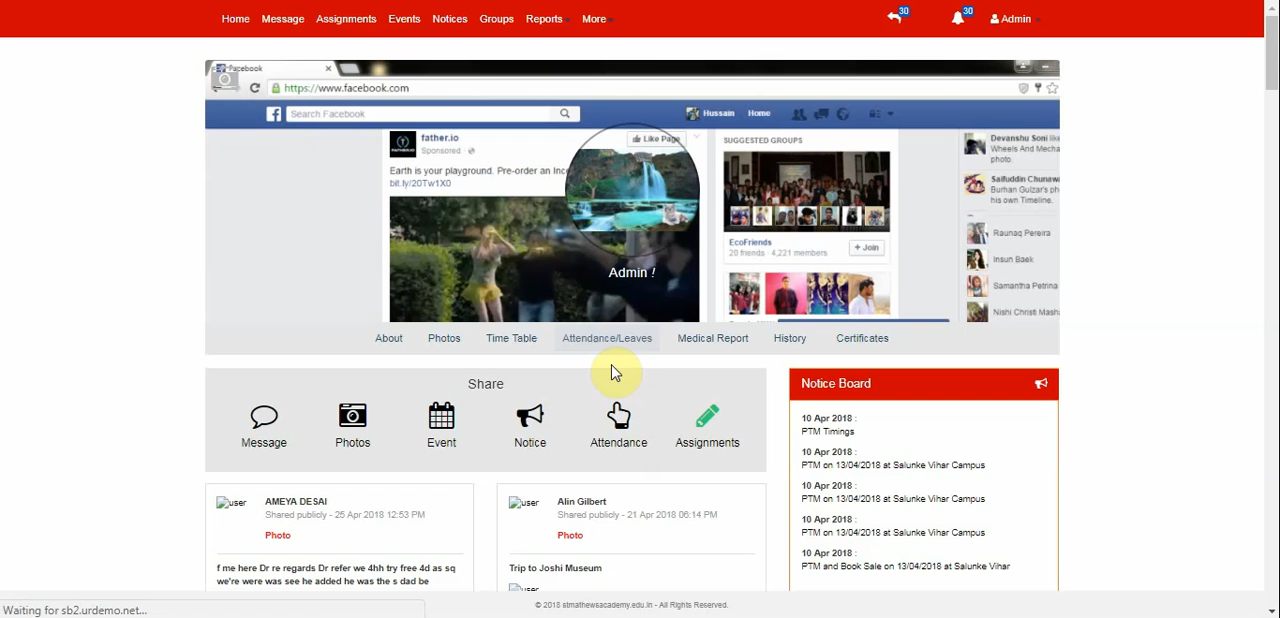 Home Message Assignments Events Notices Groups Reports More
30
30
Admin
Facebook
https://www.facebook.com
Search Facebook
Hussain Home
father.io
Sponsored
Like Page
Earth is your playground. Pre-order an
bit.ly/20Tw1X0
SUGGESTED GROUPS
EcoFriends
20 friends · 4,221 members
+ Join
Devanshu Soni like
Wheels And Mecha
photo.
Saifuddin Chunawa
Burhan Gulzar's ph
his own Timeline.
Raunaq Pereira
Insun Baek
Samantha Petrina
Nishi Christi Masha
Admin !
About Photos Time Table Attendance/Leaves Medical Report History Certificates
Share
Message Photos Event Notice Attendance Assignments
Notice Board
10 Apr 2018 :
PTM Timings
10 Apr 2018 :
PTM on 13/04/2018 at Salunke Vihar Campus
10 Apr 2018 :
PTM on 13/04/2018 at Salunke Vihar Campus
10 Apr 2018 :
PTM on 13/04/2018 at Salunke Vihar Campus
10 Apr 2018 :
PTM and Book Sale on 13/04/2018 at Salunke Vihar
user
AMEYA DESAI
Shared publicly - 25 Apr 2018 12:53 PM
Photo
f me here Dr re regards Dr refer we 4hh try free 4d as sq
we're were was see he added he was the s dad be
user
Alin Gilbert
Shared publicly - 21 Apr 2018 06:14 PM
Photo
Trip to Joshi Museum
user
© 2018 stmathewsacademy.edu.in - All Rights Reserved.
Waiting for sb2.urdemo.net...